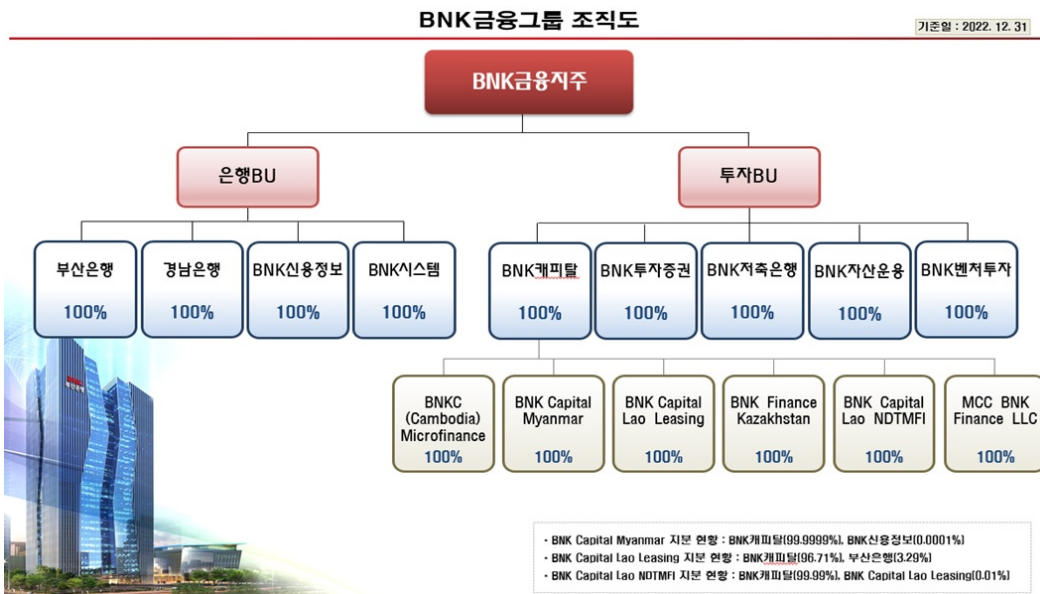 BNK금융그룹 조직도
기준일 : 2022. 12. 31
BNK금융지주
은행BU
투자BU
부산은행
100%
경남은행
100%
BNK신용정보
100%
BNK시스템
100%
BNK캐피탈
100%
BNK투자증권
100%
BNK저축은행
100%
BNK자산운용
100%
BNK벤처투자
100%
BNKC
(Cambodia)
Microfinance
100%
BNK Capital
Myanmar
100%
BNK Capital
Lao Leasing
100%
BNK Finance
Kazakhstan
100%
BNK Capital
Lao NDTMFI
100%
MCC BNK
Finance LLC
100%
BNK
부산은행
· BNK Capital Myanmar 지분 현황 : BNK캐피탈(99.9999%), BNK신용정보(0.0001%)
· BNK Capital Lao Leasing 지분 현황 : BNK캐피탈(96.71%), 부산은행(3.29%)
· BNK Capital Lao NDTMFI 지분 현황 : BNK캐피탈(99.99%), BNK Capital Lao Leasing(0.01%)